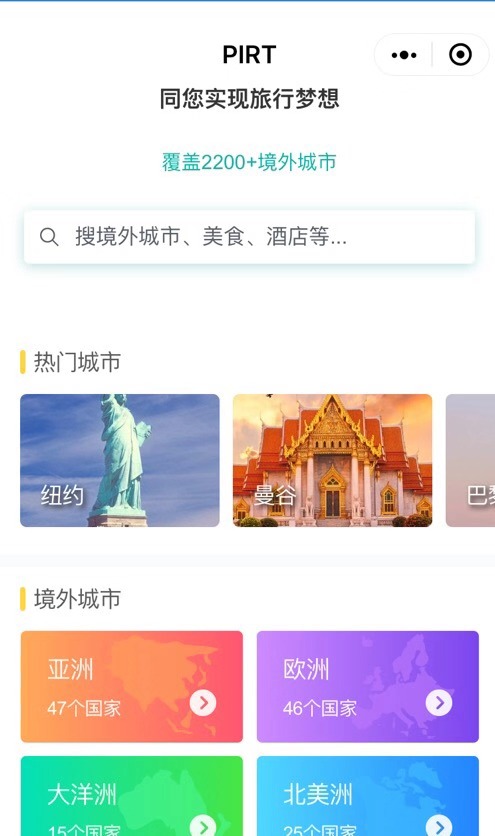 PIRT
同您实现旅行梦想
覆盖2200+境外城市
搜境外城市、美食、酒店等...
热门城市
纽约
曼谷
巴黎
境外城市
亚洲
欧洲
47个国家
46个国家
大洋洲
北美洲
15个国家
25个国家